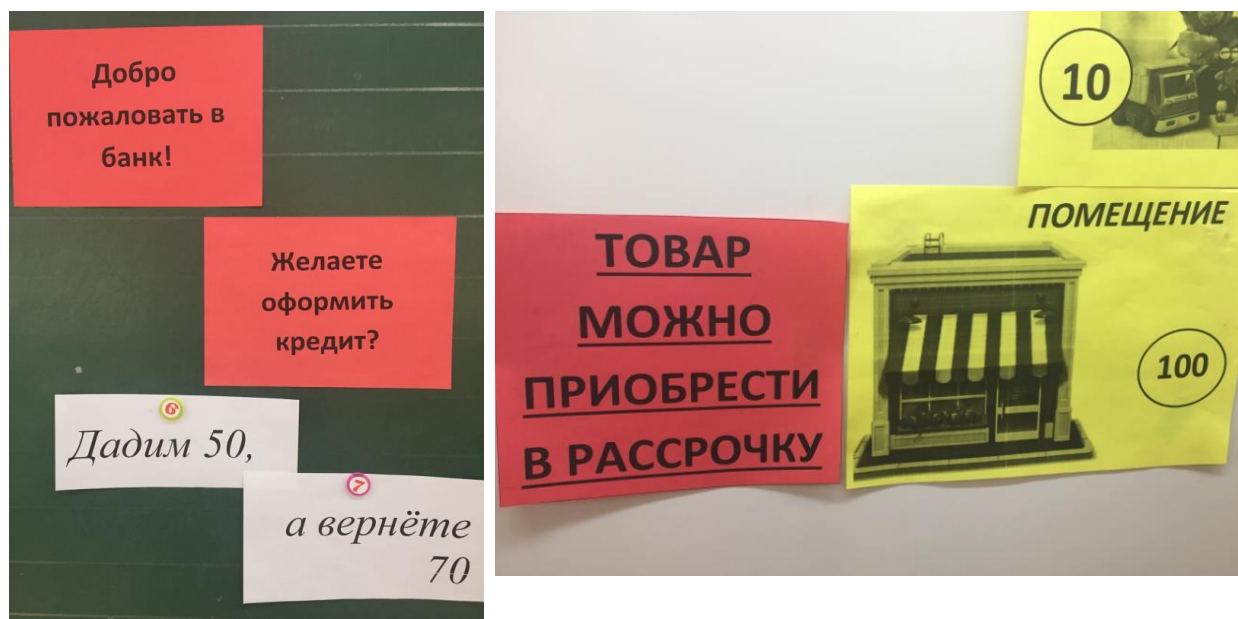 Добро
пожаловать в
банк!
Желаете
оформить
кредит?
6
Дадим 50,
7
а вернёте
70
10
ПОМЕЩЕНИЕ
100
ТОВАР
МОЖНО
ПРИОБРЕСТИ
В РАССРОЧКУ